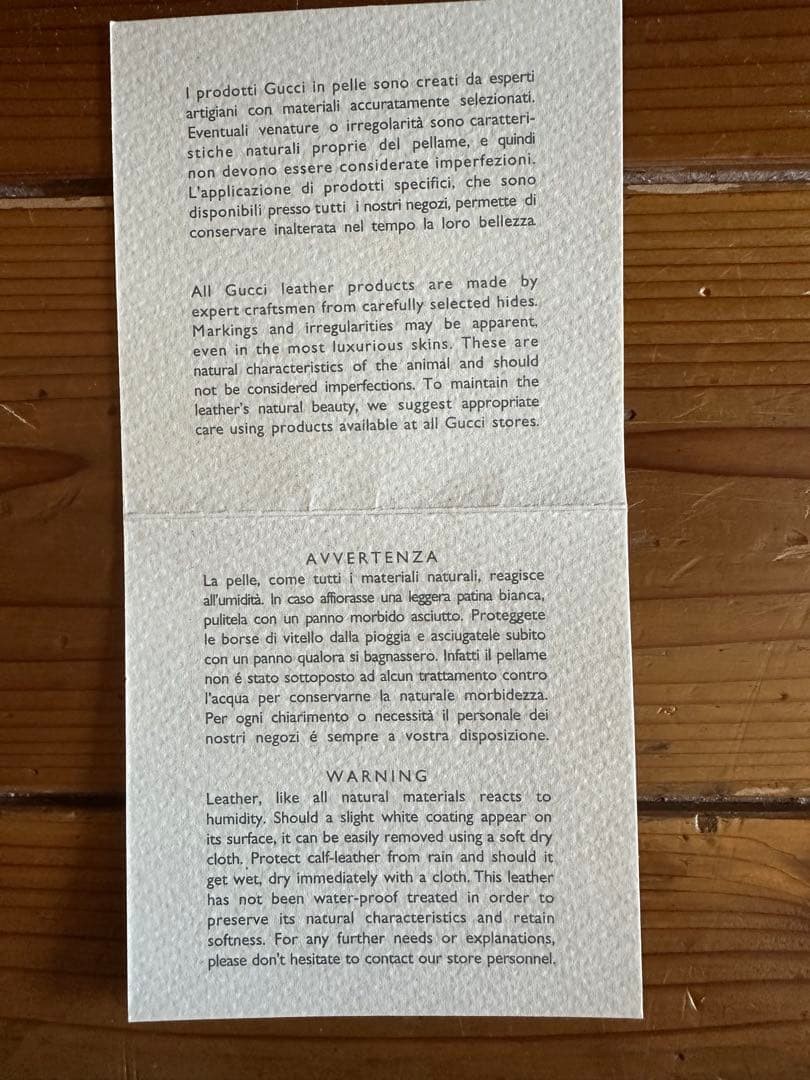 I prodotti Gucci in pelle sono creati da esperti
artigiani con materiali accuratamente selezionati.
Eventuali venature o irregolarità sono caratteri-
stiche naturali proprie del pellame, e quindi
non devono essere considerate imperfezioni.
L'applicazione di prodotti specifici, che sono
disponibili presso tutti i nostri negozi, permette di
conservare inalterata nel tempo la loro bellezza
All Gucci leather products are made by
expert craftsmen from carefully selected hides.
Markings and irregularities may be apparent,
even in the most luxurious skins. These are
natural characteristics of the animal and should
not be considered imperfections. To maintain the
leather's natural beauty, we suggest appropriate
care using products available at all Gucci stores.
AVVERTENZA
La pelle, come tutti i materiali naturali, reagisce
all'umidità. In caso affiorasse una leggera patina bianca,
pulitela con un panno morbido asciutto. Proteggete
le borse di vitello dalla pioggia e asciugatele subito
con un panno qualora si bagnassero. Infatti il pellame
non é stato sottoposto ad alcun trattamento contro
l'acqua per conservarne la naturale morbidezza.
Per ogni chiarimento o necessità il personale dei
nostri negozi é sempre a vostra disposizione.
WARNING
Leather, like all natural materials reacts to
humidity. Should a slight white coating appear on
its surface, it can be easily removed using a soft dry
cloth. Protect calf-leather from rain and should it
get wet, dry immediately with a cloth. This leather
has not been water-proof treated in order to
preserve its natural characteristics and retain
softness. For any further needs or explanations,
please don't hesitate to contact our store personnel.